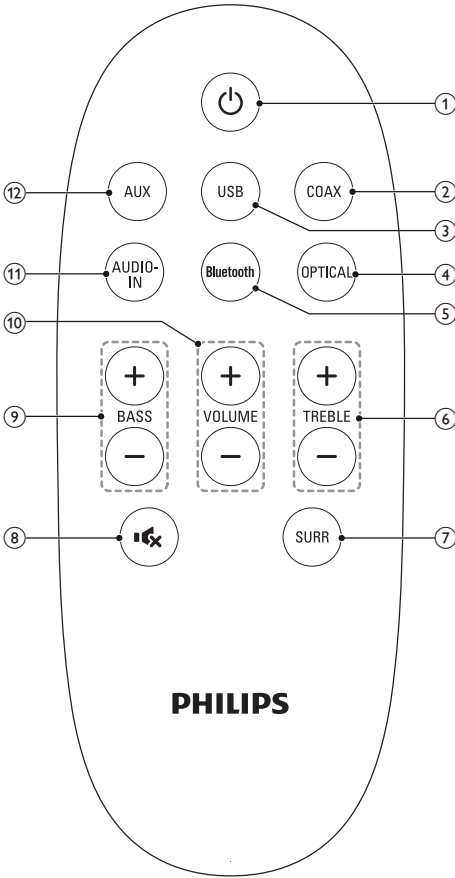 ①
⑫ AUX USB COAX ②
③
⑪ AUDIO-
IN Bluetooth OPTICAL ④
⑤
⑩
+ + +
⑨ BASS VOLUME TREBLE ⑥
− − −
⑧ SURR ⑦
PHILIPS